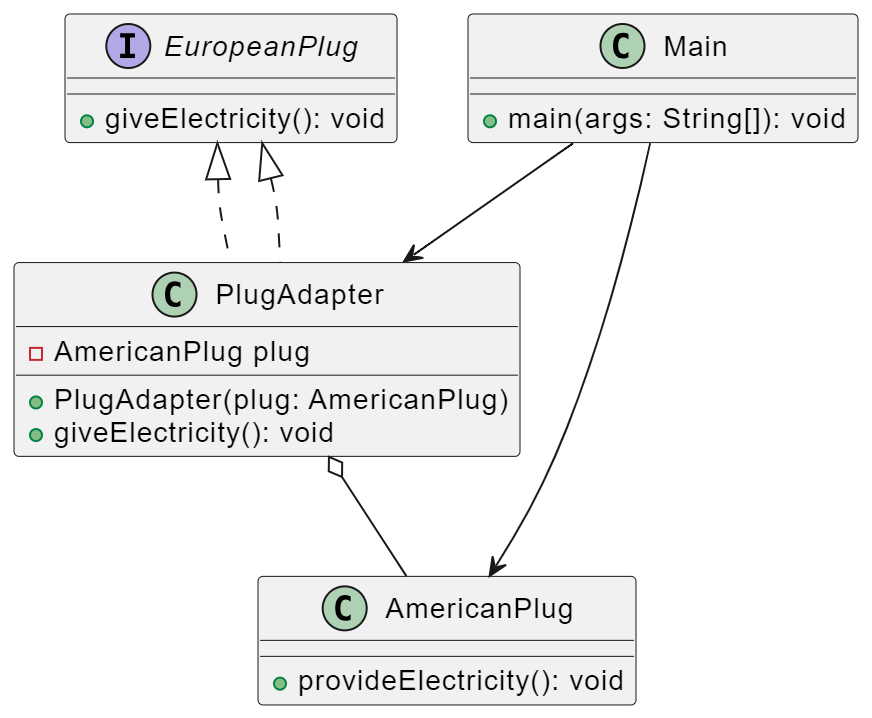 I EuropeanPlug
giveElectricity(): void
C Main
main(args: String[]): void
C PlugAdapter
AmericanPlug plug
PlugAdapter(plug: AmericanPlug)
giveElectricity(): void
C AmericanPlug
provideElectricity(): void